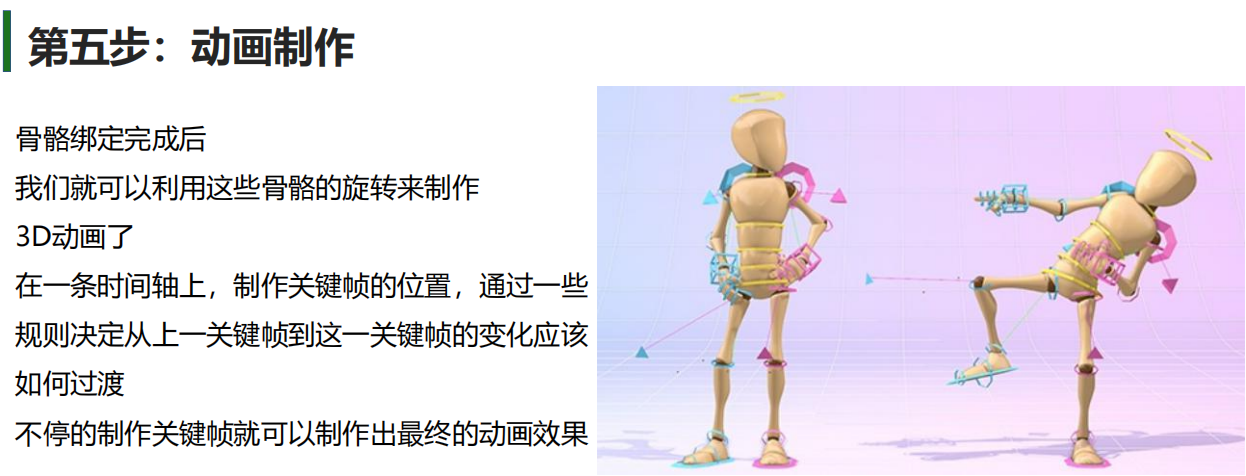 第五步：动画制作
骨骼绑定完成后
我们就可以利用这些骨骼的旋转来制作
3D动画了
在一条时间轴上，制作关键帧的位置，通过一些
规则决定从上一关键帧到这一关键帧的变化应该
如何过渡
不停的制作关键帧就可以制作出最终的动画效果